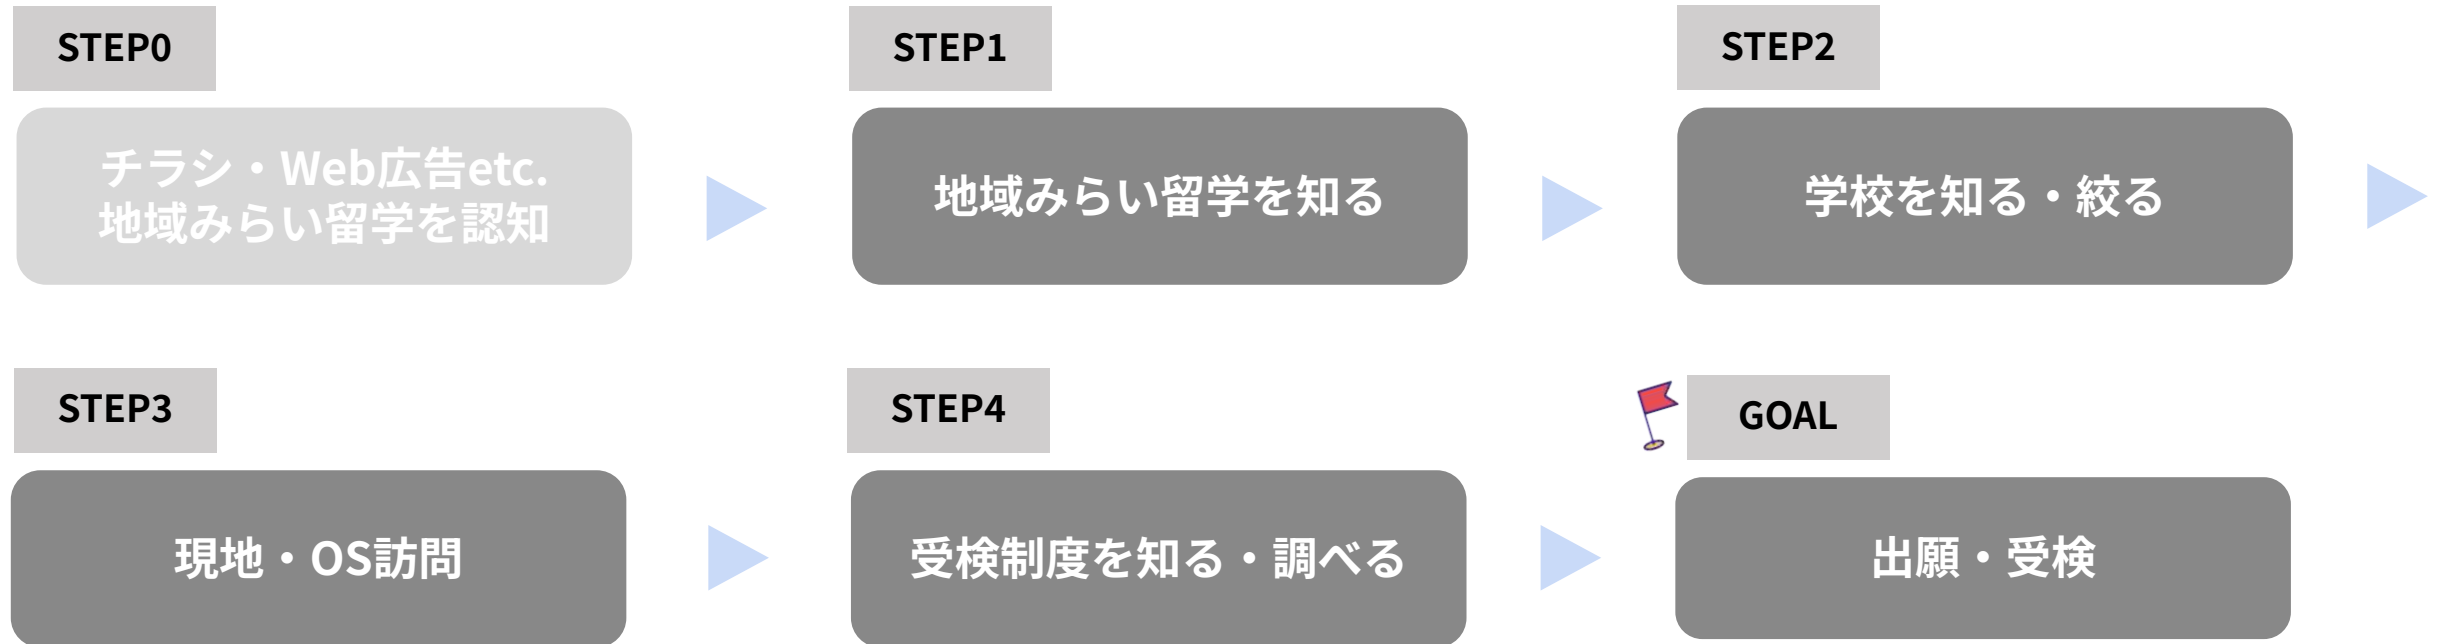 STEP0
チラシ・Web広告etc.
地域みらい留学を認知
STEP1
地域みらい留学を知る
STEP2
学校を知る・絞る
STEP3
現地・OS訪問
STEP4
受検制度を知る・調べる
GOAL
出願・受検